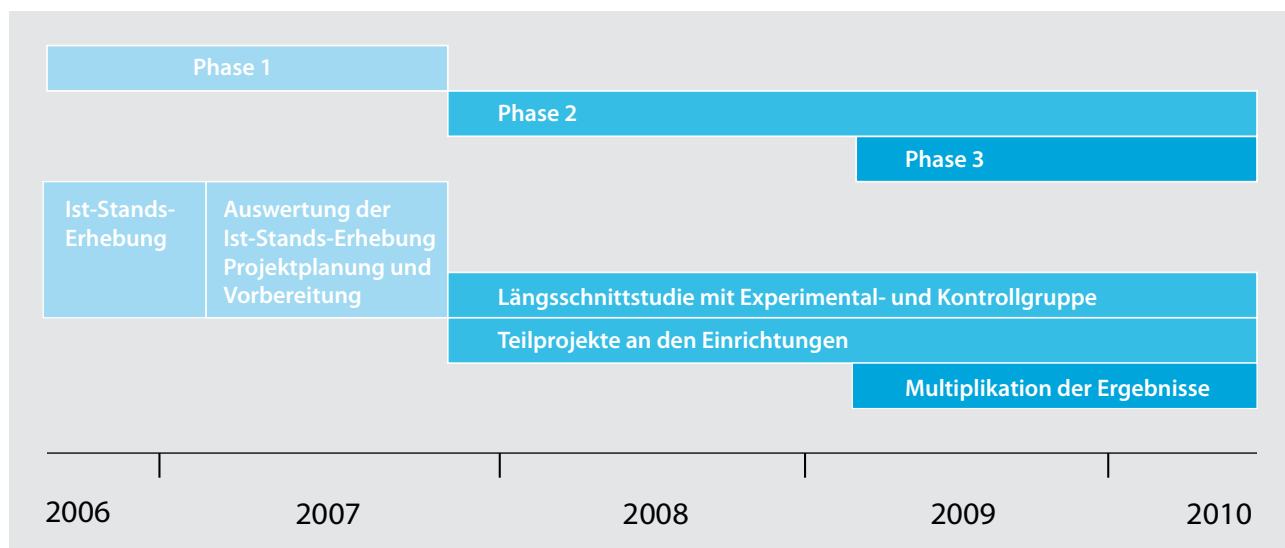 Phase 1
Phase 2
Phase 3
Ist-Stands-
Erhebung
Auswertung der
Ist-Stands-Erhebung
Projektplanung und
Vorbereitung
Längsschnittstudie mit Experimental- und Kontrollgruppe
Teilprojekte an den Einrichtungen
Multiplikation der Ergebnisse
2006 2007 2008 2009 2010